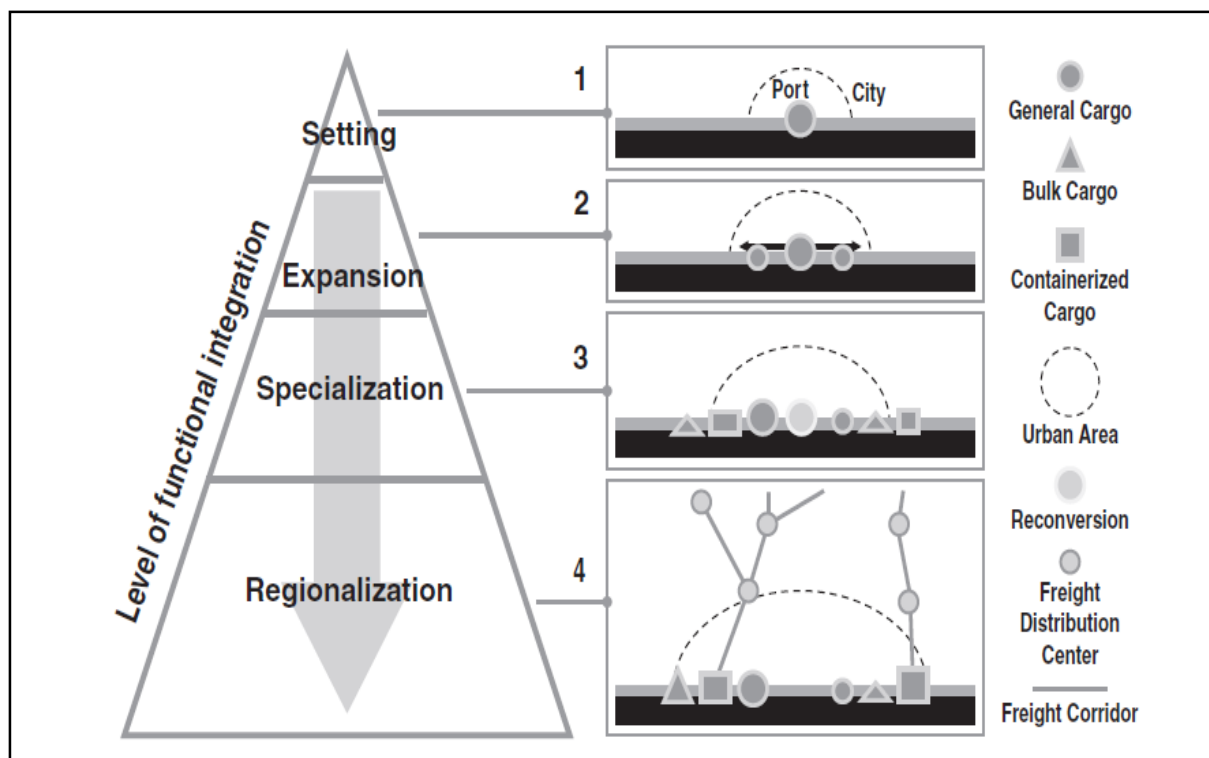 Level of functional integration
Setting
Expansion
Specialization
Regionalization
1
Port
City
2
3
4
General Cargo
Bulk Cargo
Containerized
Cargo
Urban Area
Reconversion
Freight
Distribution
Center
Freight Corridor